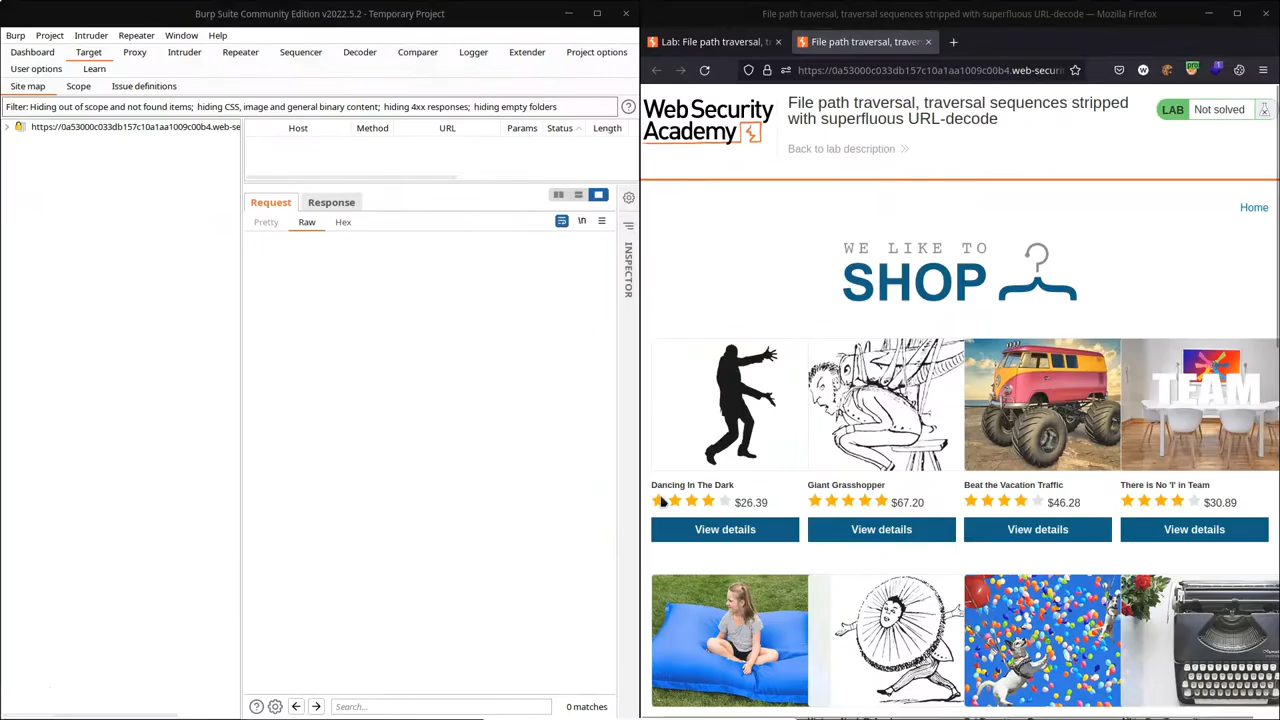 Burp Suite Community Edition v2022.5.2 - Temporary Project
Burp Project Intruder Repeater Window Help
Dashboard Target Proxy Intruder Repeater Sequencer Decoder Comparer Logger Extender Project options
User options Learn
Site map Scope Issue definitions
Filter: Hiding out of scope and not found items; hiding CSS, image and general binary content; hiding 4xx responses; hiding empty folders
https://0a53000c033db157c10a1aa1009c00b4.web-se
Host Method URL Params Status Length
Request Response
Pretty Raw Hex
\n
INSPECTOR
Search...
0 matches
File path traversal, traversal sequences stripped with superfluous URL-decode — Mozilla Firefox
Lab: File path traversal, t
File path traversal, traver
https://0a53000c033db157c10a1aa1009c00b4.web-securi
Web Security
Academy
File path traversal, traversal sequences stripped
with superfluous URL-decode
LAB Not solved
Back to lab description
Home
WE LIKE TO
SHOP
TEAM
Dancing In The Dark
$26.39
View details
Giant Grasshopper
$67.20
View details
Beat the Vacation Traffic
$46.28
View details
There is No 'I' in Team
$30.89
View details